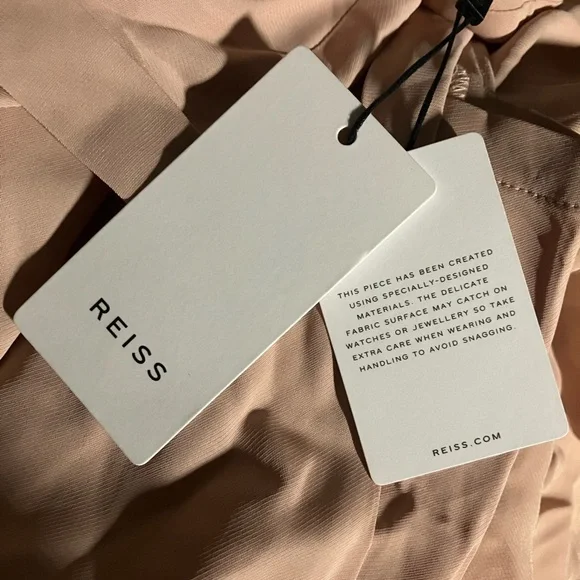 REISS
THIS PIECE HAS BEEN CREATED
USING SPECIALLY-DESIGNED
MATERIALS. THE DELICATE
FABRIC SURFACE MAY CATCH ON
WATCHES OR JEWELLERY SO TAKE
EXTRA CARE WHEN WEARING AND
HANDLING TO AVOID SNAGGING.
REISS.COM